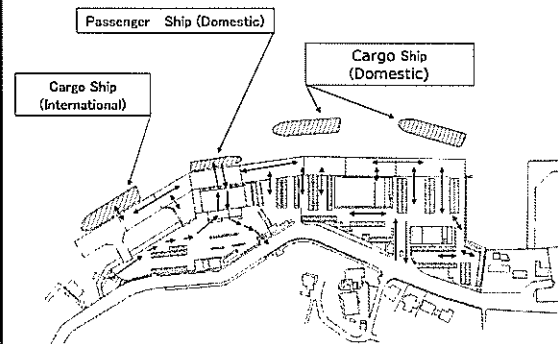 Passenger Ship (Domestic)
Cargo Ship
(Domestic)
Cargo Ship
(International)